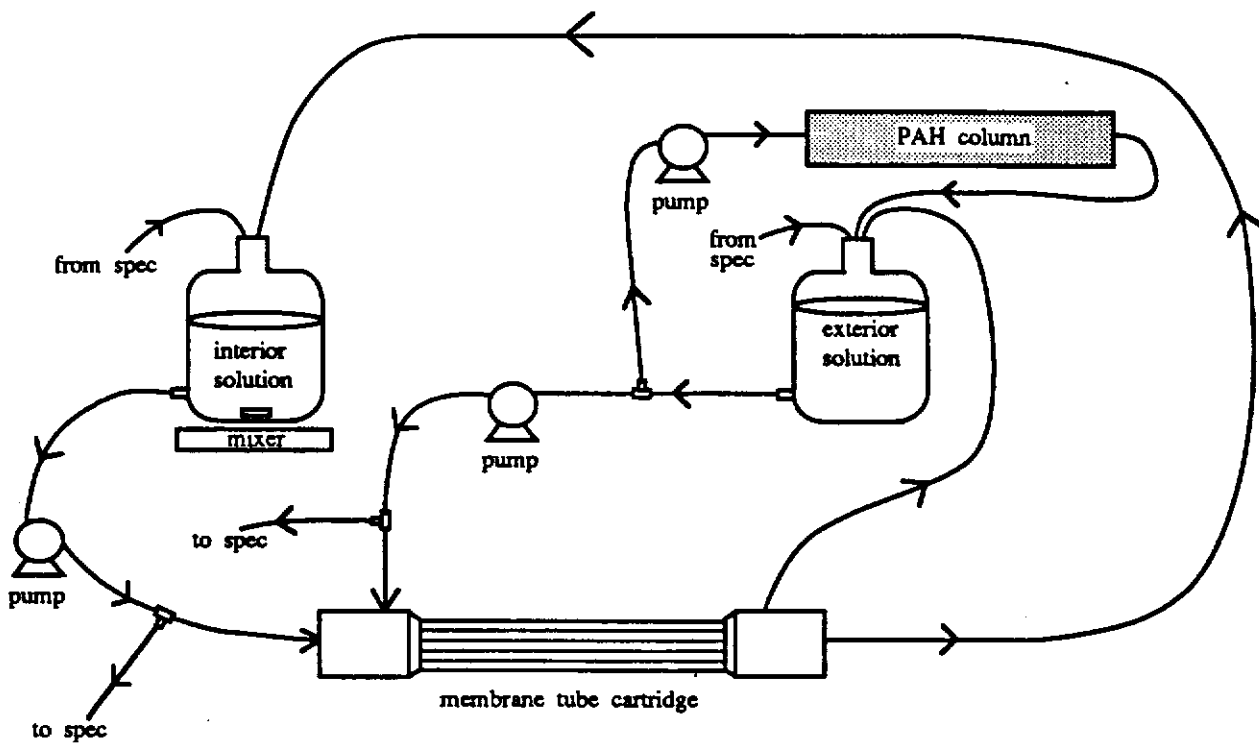 PAH column
pump
from
spec
from spec
interior
solution
exterior
solution
mixer
pump
to spec
pump
to spec
membrane tube cartridge